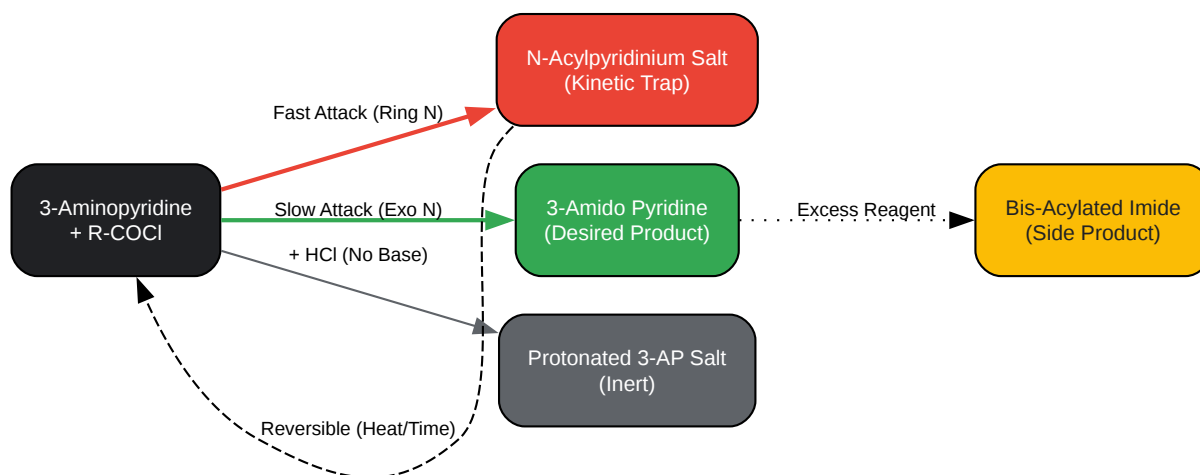 N-Acylpyridinium Salt
(Kinetic Trap)
Fast Attack (Ring N)
3-Aminopyridine
+ R-COCl
Slow Attack (Exo N)
3-Amido Pyridine
(Desired Product)
Excess Reagent
Bis-Acylated Imide
(Side Product)
+ HCl (No Base)
Protonated 3-AP Salt
(Inert)
Reversible (Heat/Time)